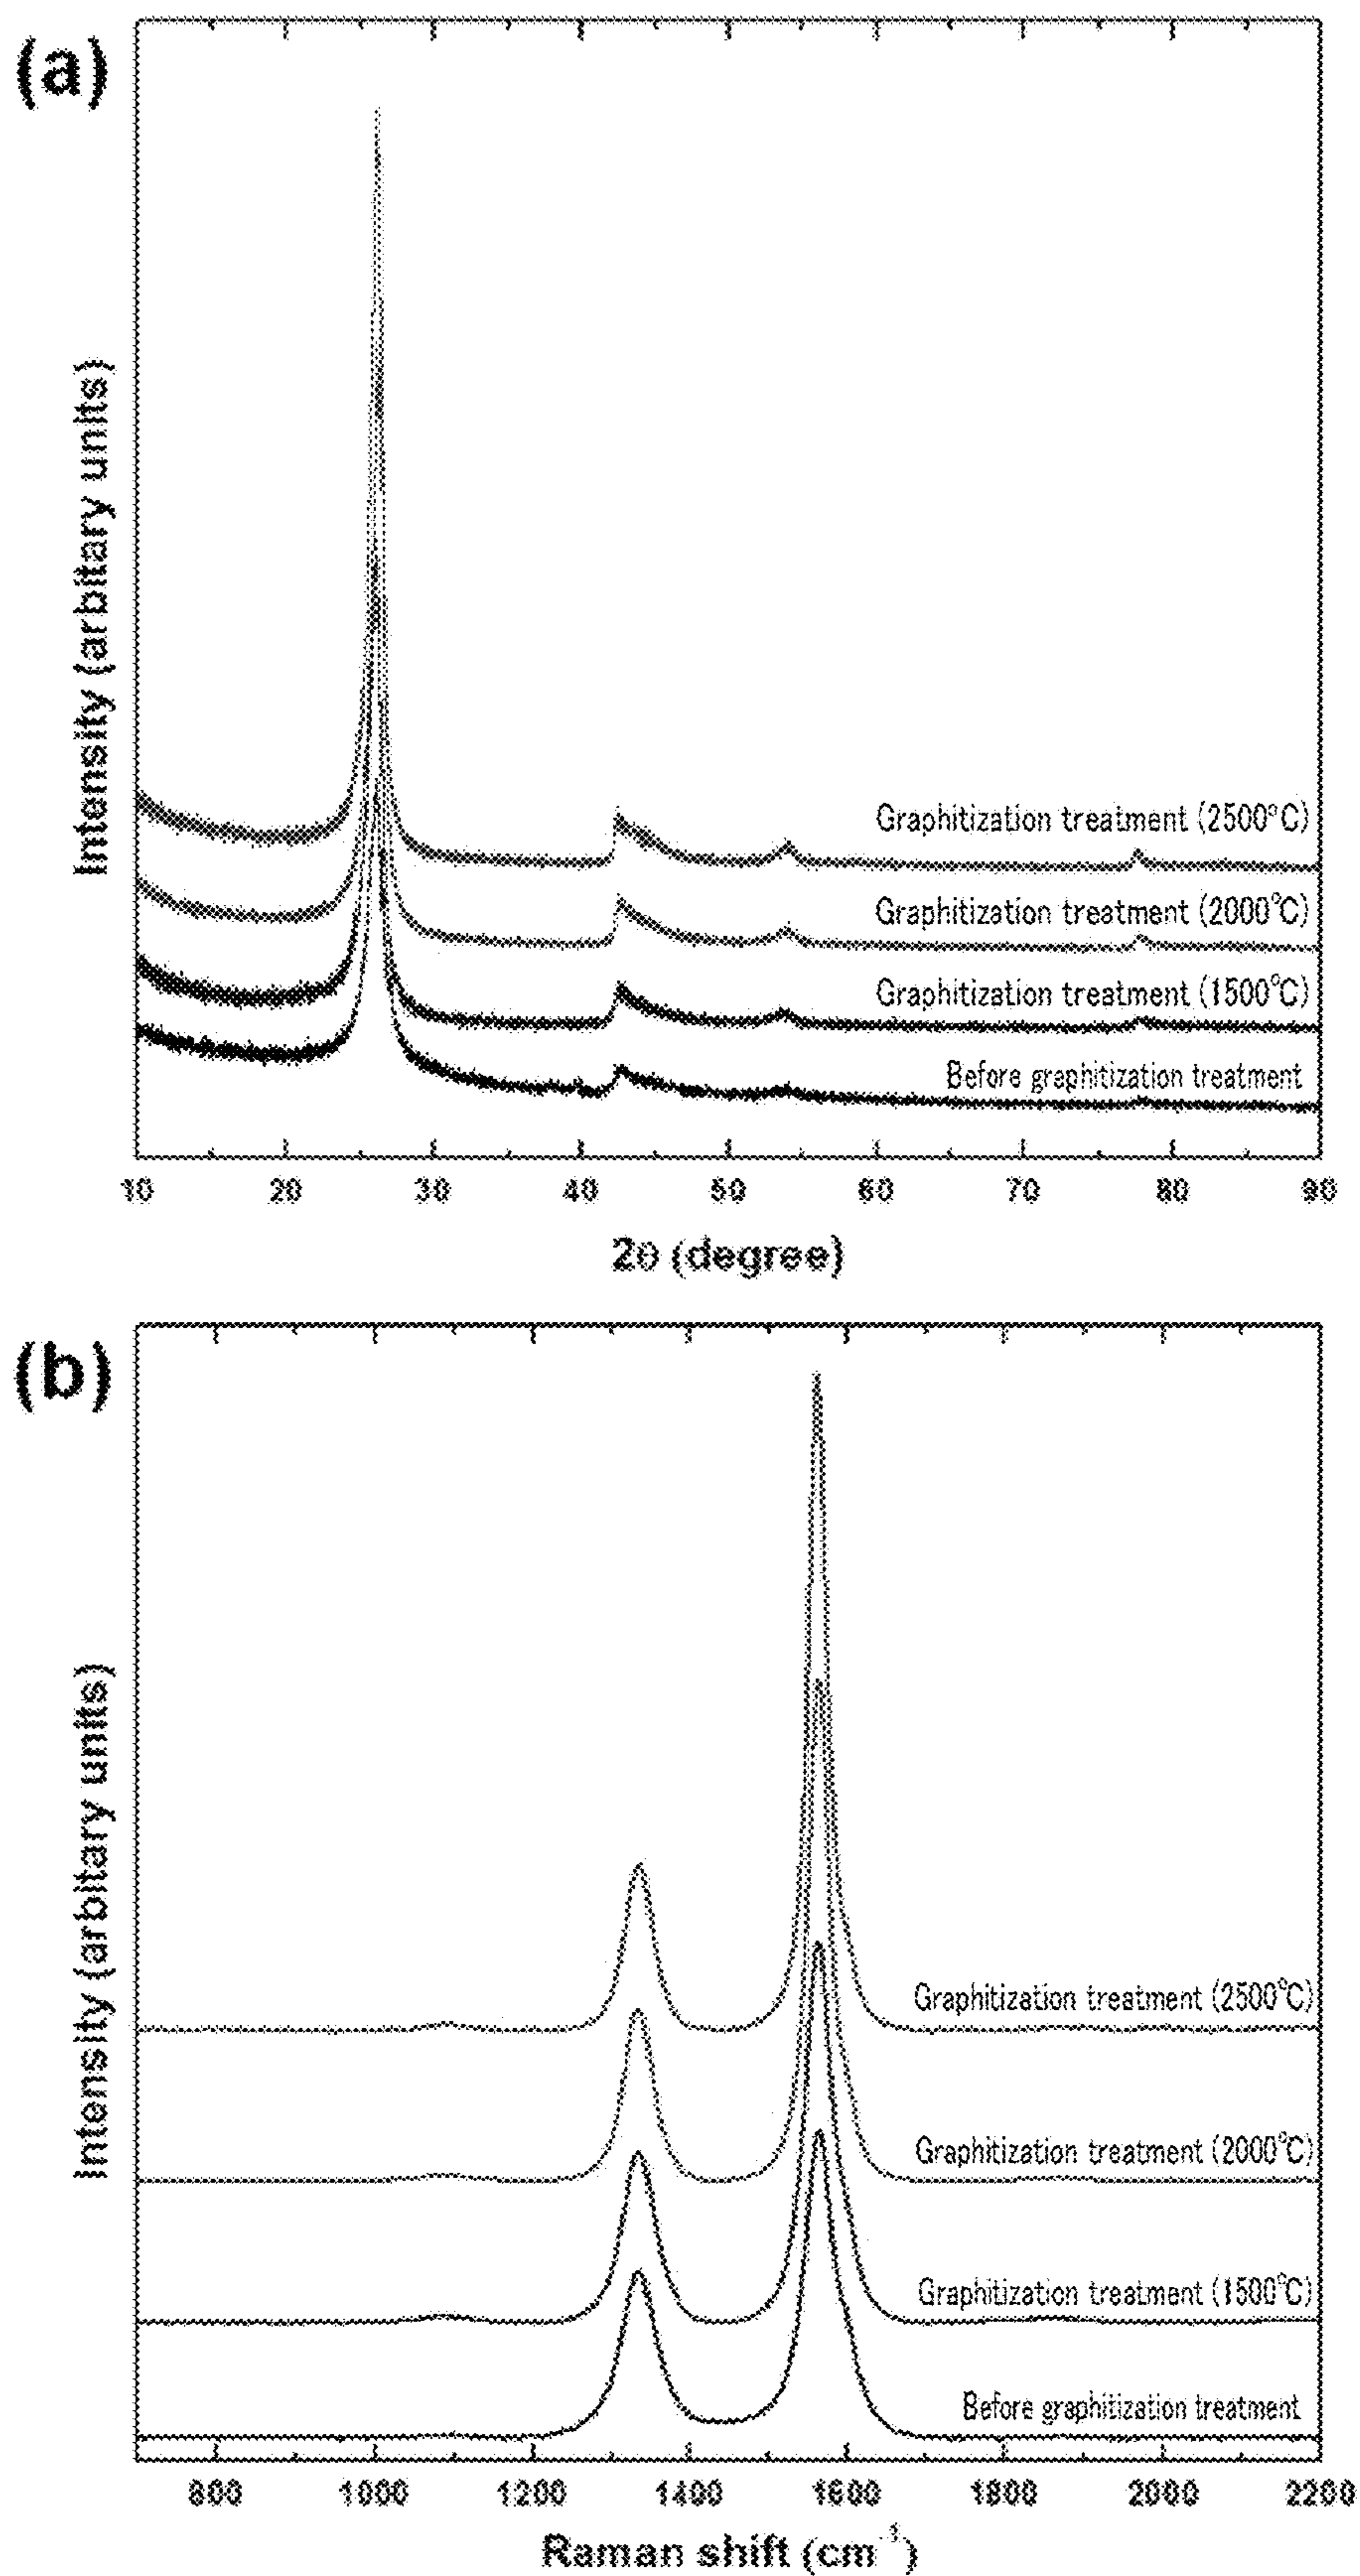 (a)
Intensity (arbitary units)
Graphitization treatment (2500°C)
Graphitization treatment (2000°C)
Graphitization treatment (1500°C)
Before graphitization treatment
10 20 30 40 50 60 70 80 90
2θ (degree)
(b)
Intensity (arbitary units)
Graphitization treatment (2500°C)
Graphitization treatment (2000°C)
Graphitization treatment (1500°C)
Before graphitization treatment
800 1000 1200 1400 1600 1800 2000 2200
Raman shift (cm⁻¹)